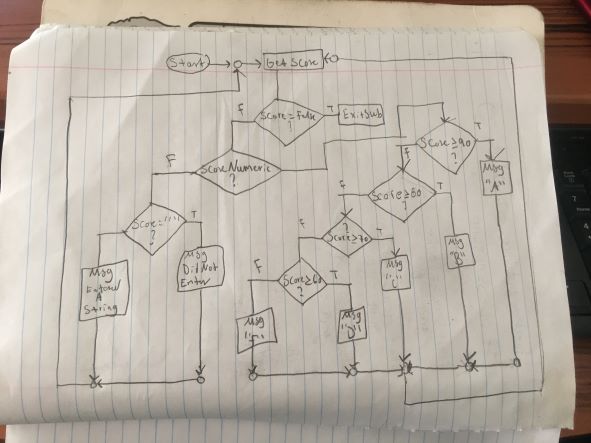 Start
Get Score
F
Score=False
?
T
Exit Sub
F
Score Numeric
?
Score≥90
?
T
F
Msg
"A"
F
Score≥80
?
T
Msg
"B"
F
Score="""
?
T
Msg
Entered
A
String
Msg
Did Not
Enter
F
?
Score≥70
T
Msg
"C"
F
Score≥60
?
T
Msg
Msg
"D"